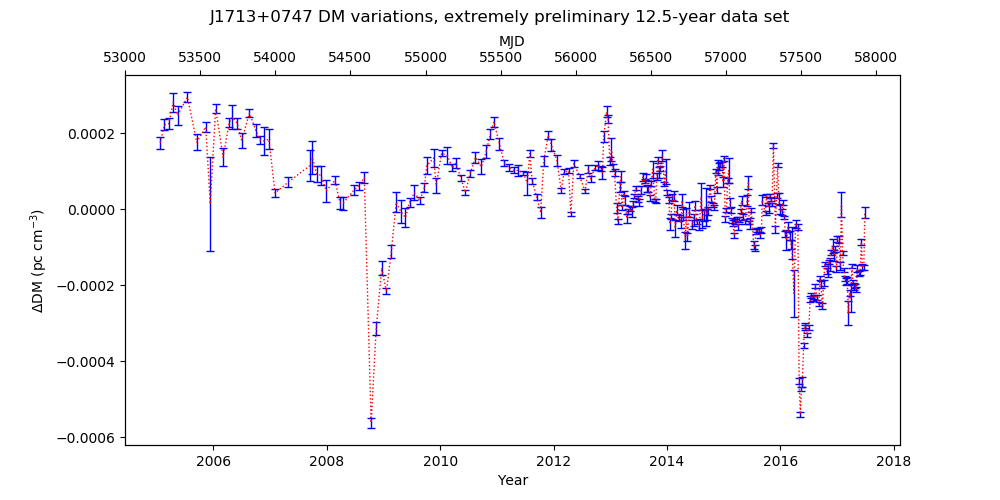 J1713+0747 DM variations, extremely preliminary 12.5-year data set
MJD
53000 53500 54000 54500 55000 55500 56000 56500 57000 57500 58000
0.0002
0.0000
−0.0002
−0.0004
−0.0006
ΔDM (pc cm⁻³)
2006 2008 2010 2012 2014 2016 2018
Year